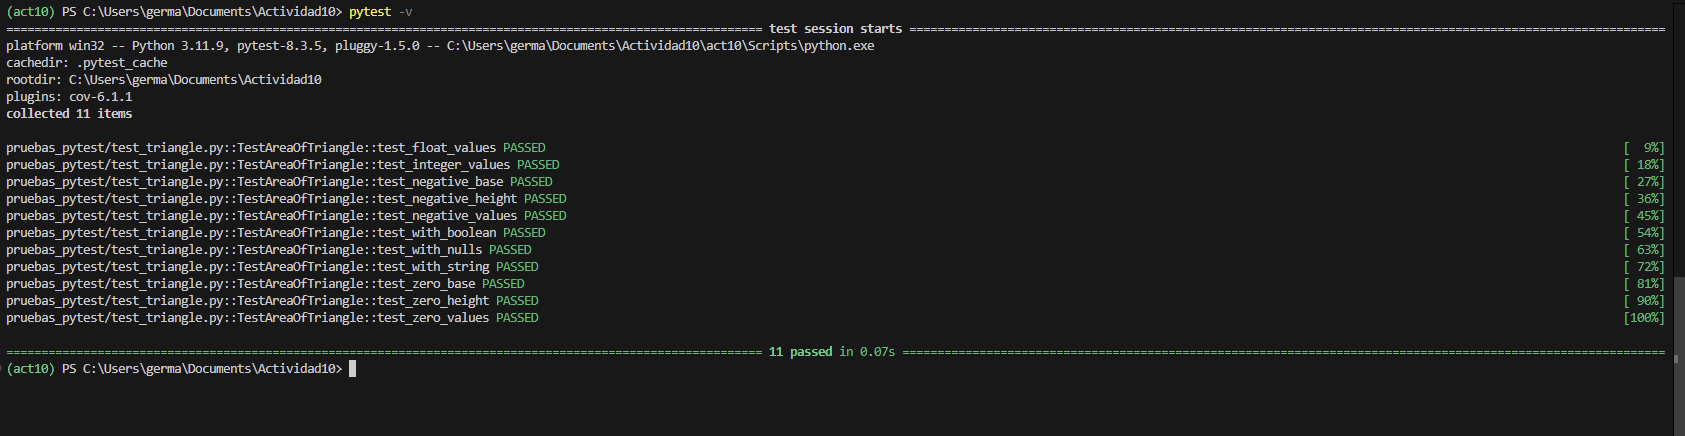 (act10) PS C:\Users\germa\Documents\Actividad10> pytest -v
============================= test session starts =============================
platform win32 -- Python 3.11.9, pytest-8.3.5, pluggy-1.5.0 -- C:\Users\germa\Documents\Actividad10\act10\Scripts\python.exe
cachedir: .pytest_cache
rootdir: C:\Users\germa\Documents\Actividad10
plugins: cov-6.1.1
collected 11 items
pruebas_pytest/test_triangle.py::TestAreaOfTriangle::test_float_values PASSED [  9%]
pruebas_pytest/test_triangle.py::TestAreaOfTriangle::test_integer_values PASSED [ 18%]
pruebas_pytest/test_triangle.py::TestAreaOfTriangle::test_negative_base PASSED [ 27%]
pruebas_pytest/test_triangle.py::TestAreaOfTriangle::test_negative_height PASSED [ 36%]
pruebas_pytest/test_triangle.py::TestAreaOfTriangle::test_negative_values PASSED [ 45%]
pruebas_pytest/test_triangle.py::TestAreaOfTriangle::test_with_boolean PASSED [ 54%]
pruebas_pytest/test_triangle.py::TestAreaOfTriangle::test_with_nulls PASSED [ 63%]
pruebas_pytest/test_triangle.py::TestAreaOfTriangle::test_with_string PASSED [ 72%]
pruebas_pytest/test_triangle.py::TestAreaOfTriangle::test_zero_base PASSED [ 81%]
pruebas_pytest/test_triangle.py::TestAreaOfTriangle::test_zero_height PASSED [ 90%]
pruebas_pytest/test_triangle.py::TestAreaOfTriangle::test_zero_values PASSED [100%]
============================= 11 passed in 0.07s =============================
(act10) PS C:\Users\germa\Documents\Actividad10>